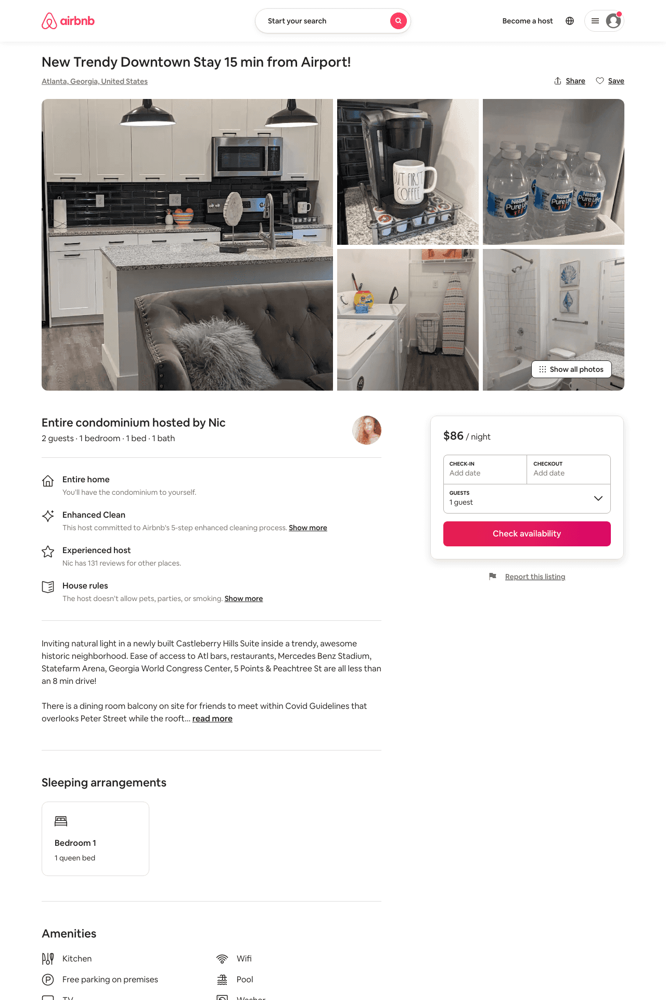 airbnb
Start your search
Become a host
New Trendy Downtown Stay 15 min from Airport!
Atlanta, Georgia, United States
Share
Save
BUT FIRST
COFFEE
Nestle
Pure Life
Nestle
Pure Life
Nestle
Pure Life
Show all photos
Entire condominium hosted by Nic
2 guests · 1 bedroom · 1 bed · 1 bath
Entire home
You’ll have the condominium to yourself.
Enhanced Clean
This host committed to Airbnb's 5-step enhanced cleaning process. Show more
Experienced host
Nic has 131 reviews for other places.
House rules
The host doesn’t allow pets, parties, or smoking. Show more
$86 / night
CHECK-IN
Add date
CHECKOUT
Add date
GUESTS
1 guest
Check availability
Report this listing
Inviting natural light in a newly built Castleberry Hills Suite inside a trendy, awesome
historic neighborhood. Ease of access to Atl bars, restaurants, Mercedes Benz Stadium,
Statefarm Arena, Georgia World Congress Center, 5 Points & Peachtree St are all less than
an 8 min drive!
There is a dining room balcony on site for friends to meet within Covid Guidelines that
overlooks Peter Street while the rooft... read more
Sleeping arrangements
Bedroom 1
1 queen bed
Amenities
Kitchen
Wifi
Free parking on premises
Pool
TV
Washer